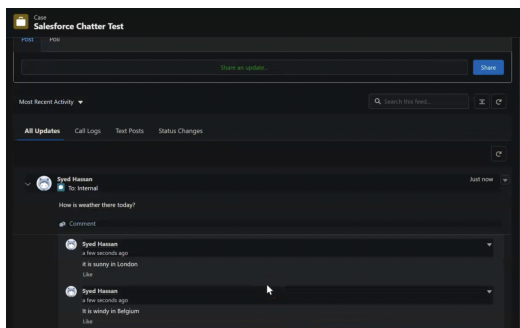 Case
Salesforce Chatter Test
Post Poll
Share an update...
Share
Most Recent Activity
Search this feed...
All Updates Call Logs Text Posts Status Changes
Syed Hassan
Just now
To: Internal
How is weather there today?
Comment
Syed Hassan
a few seconds ago
it is sunny in London
Like
Syed Hassan
a few seconds ago
It is windy in Belgium
Like